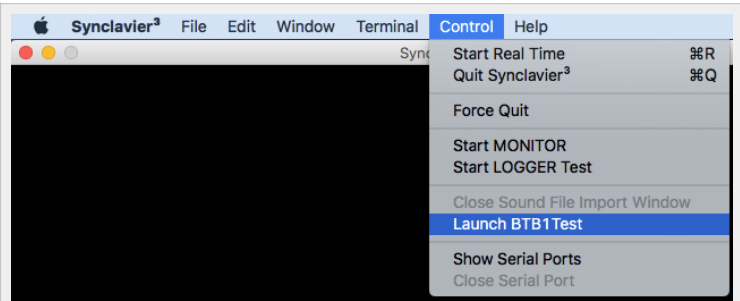 Synclavier³ File Edit Window Terminal Control Help
Sync
Start Real Time ⌘R
Quit Synclavier³ ⌘Q
Force Quit
Start MONITOR
Start LOGGER Test
Close Sound File Import Window
Launch BTB1Test
Show Serial Ports
Close Serial Port